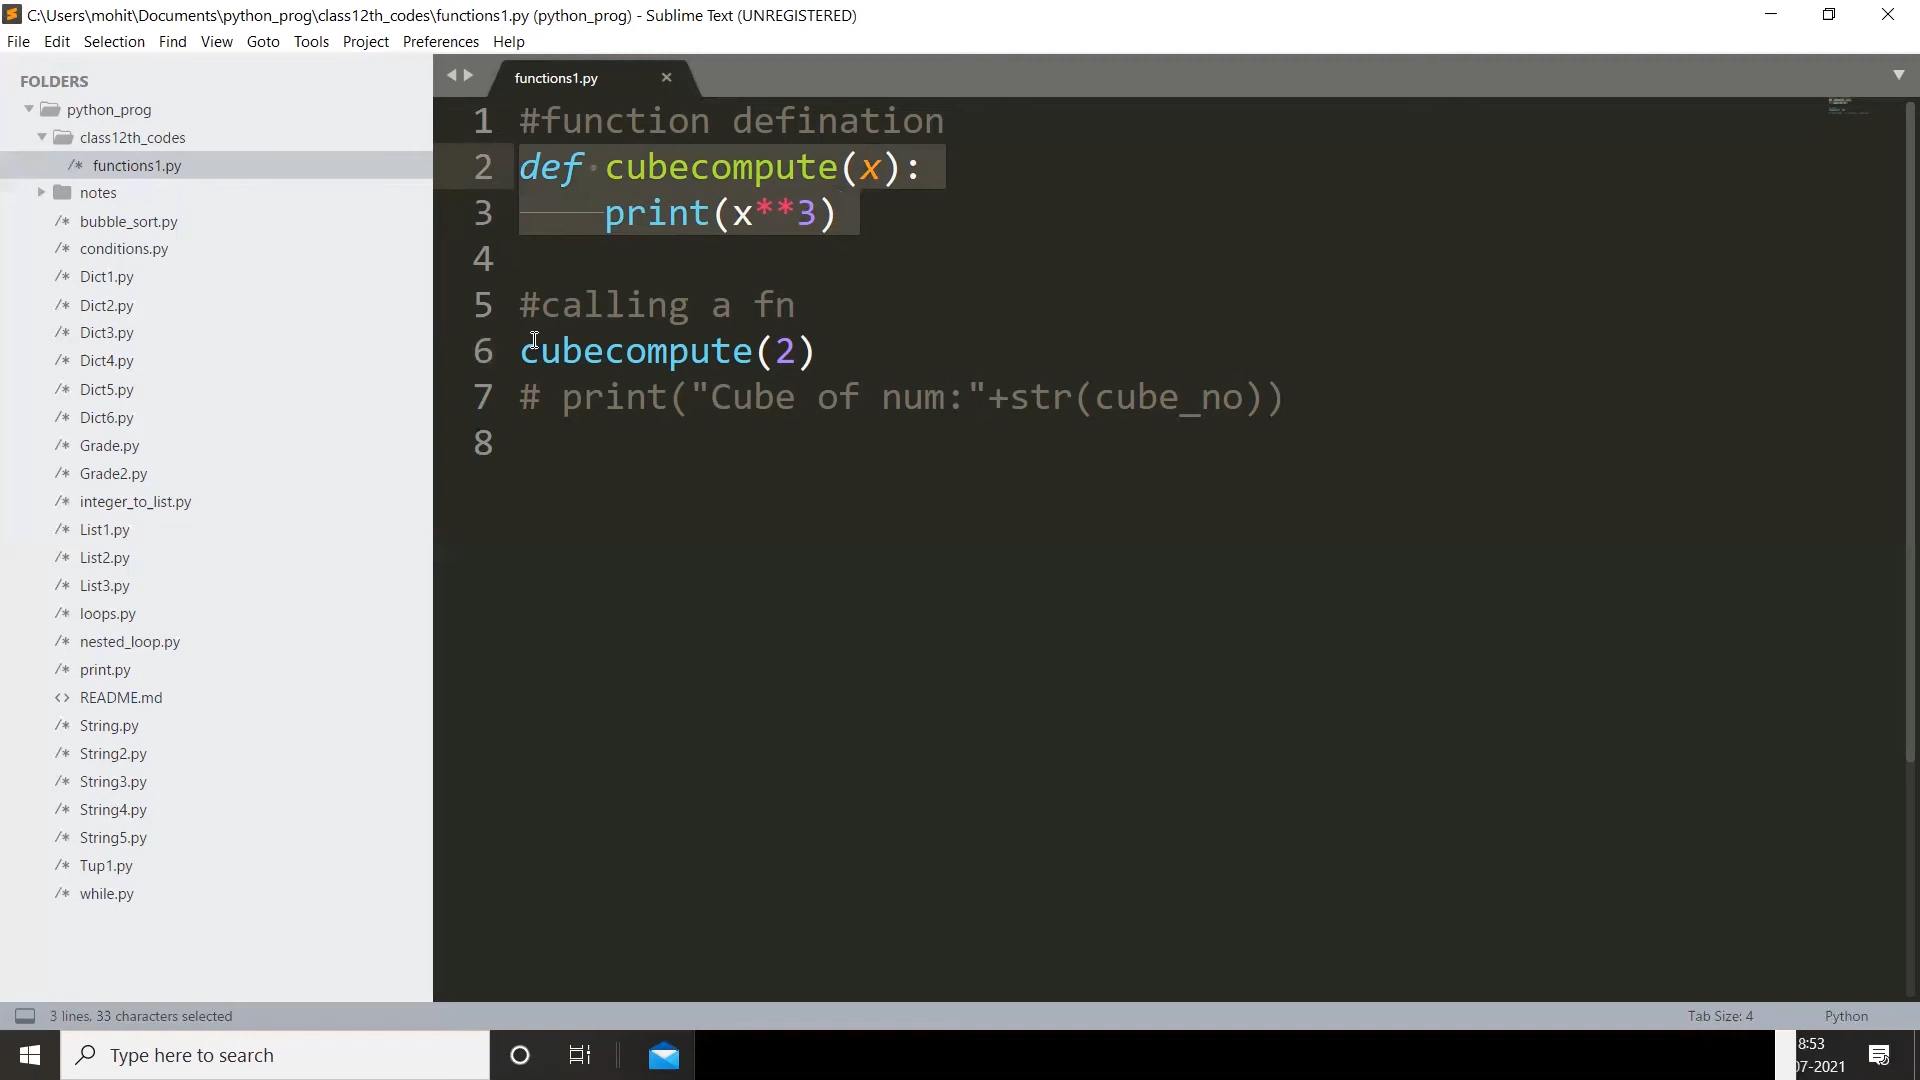 C:\Users\mohit\Documents\python_prog\class12th_codes\functions1.py (python_prog) - Sublime Text (UNREGISTERED)
File Edit Selection Find View Goto Tools Project Preferences Help
FOLDERS
python_prog
class12th_codes
/* functions1.py
notes
/* bubble_sort.py
/* conditions.py
/* Dict1.py
/* Dict2.py
/* Dict3.py
/* Dict4.py
/* Dict5.py
/* Dict6.py
/* Grade.py
/* Grade2.py
/* integer_to_list.py
/* List1.py
/* List2.py
/* List3.py
/* loops.py
/* nested_loop.py
/* print.py
<> README.md
/* String.py
/* String2.py
/* String3.py
/* String4.py
/* String5.py
/* Tup1.py
/* while.py
functions1.py
1 #function defination
2 def cubecompute(x):
3 print(x**3)
4
5 #calling a fn
6 cubecompute(2)
7 # print("Cube of num:"+str(cube_no))
8
3 lines, 33 characters selected
Tab Size: 4 Python
Type here to search
8:53
07-2021